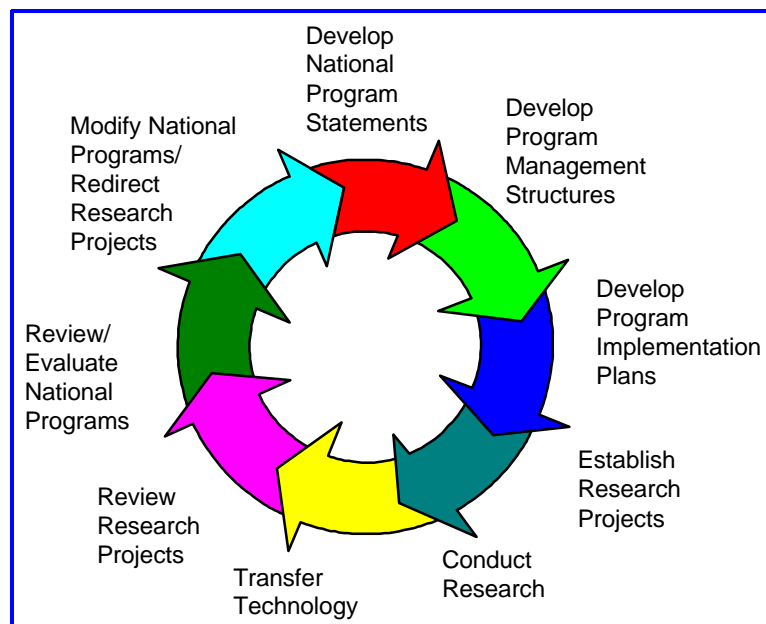 Develop
National
Program
Statements
Develop
Program
Management
Structures
Develop
Program
Implementation
Plans
Establish
Research
Projects
Conduct
Research
Transfer
Technology
Review
Research
Projects
Review/
Evaluate
National
Programs
Modify National
Programs/
Redirect
Research
Projects